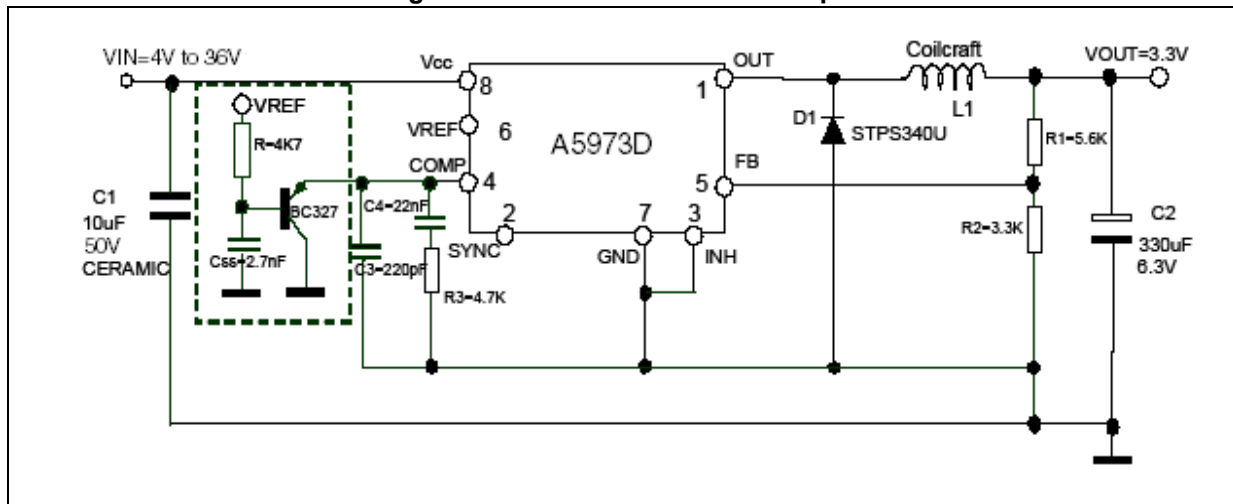 VIN=4V to 36V
Vcc
8
VREF
6
COMP
4
A5973D
OUT
1
FB
5
2
SYNC
7
GND
3
INH
VREF
R=4K7
BC327
Css=2.7nF
C1
10uF
50V
CERAMIC
C4=22nF
C3=220pF
R3=4.7K
D1
STPS340U
Coilcraft
L1
VOUT=3.3V
R1=5.6K
R2=3.3K
C2
330uF
6.3V